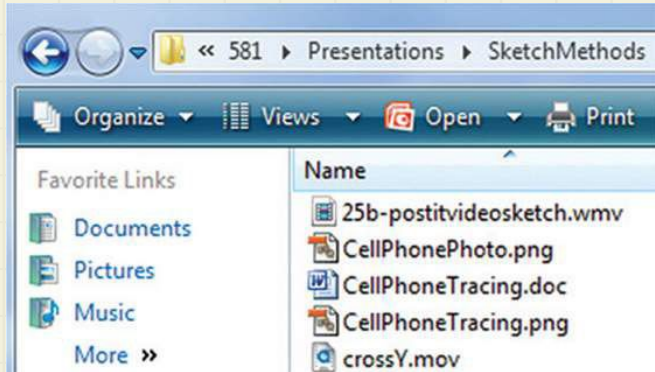 « 581 ▸ Presentations ▸ SketchMethods
Organize Views Open Print
Favorite Links
Documents
Pictures
Music
More »
Name
25b-postitvideosketch.wmv
CellPhonePhoto.png
CellPhoneTracing.doc
CellPhoneTracing.png
crossY.mov